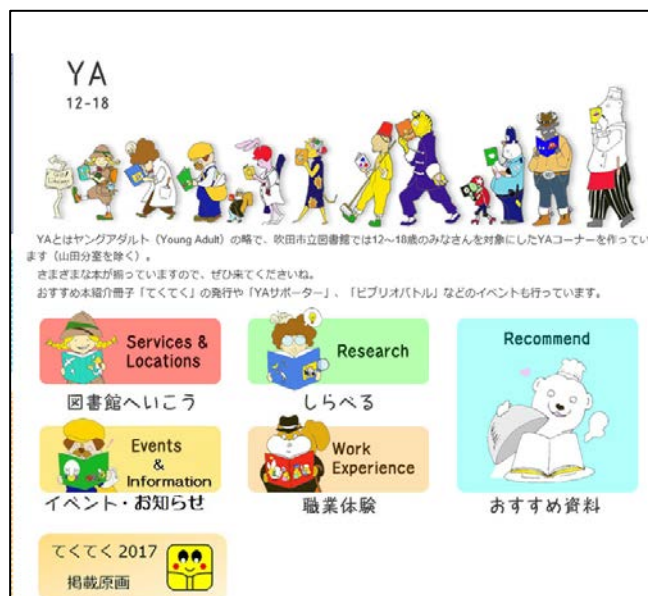 YA
12-18
YAとはヤングアダルト（Young Adult）の略で、吹田市立図書館では12～18歳のみなさんを対象にしたYAコーナーを作ってい
ます（山田分室を除く）。
さまざまな本が揃っていますので、ぜひ来てくださいね。
おすすめ本紹介冊子「てくてく」の発行や「YAサポーター」、「ビブリオバトル」などのイベントも行っています。
Services &
Locations
図書館へいこう
Research
しらべる
Recommend
おすすめ資料
Events
&
Information
イベント・お知らせ
Work
Experience
職業体験
てくてく 2017
掲載原画